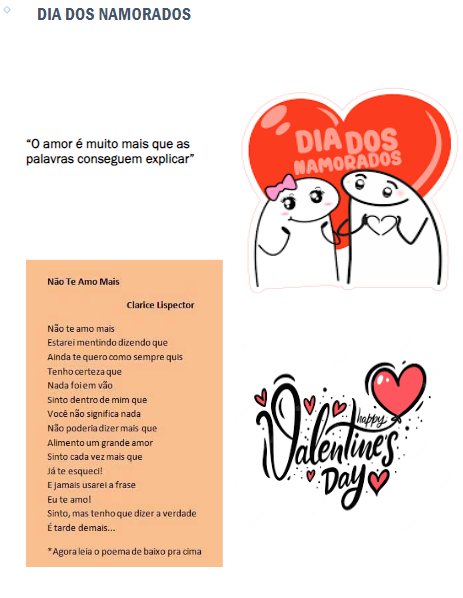 DIA DOS NAMORADOS
“O amor é muito mais que as
palavras conseguem explicar”
DIA DOS
NAMORADOS
Não Te Amo Mais
Clarice Lispector
Não te amo mais
Estarei mentindo dizendo que
Ainda te quero como sempre quis
Tenho certeza que
Nada foi em vão
Sinto dentro de mim que
Você não significa nada
Não poderia dizer mais que
Alimento um grande amor
Sinto cada vez mais que
Já te esqueci!
E jamais usarei a frase
Eu te amo!
Sinto, mas tenho que dizer a verdade
É tarde demais...
*Agora leia o poema de baixo pra cima
happy
Valentine's
Day